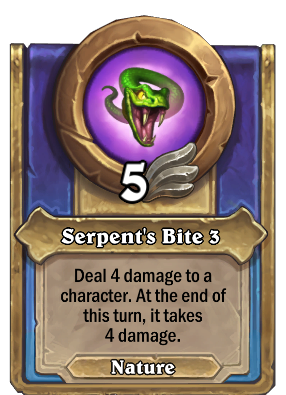 5
Serpent's Bite 3
Deal 4 damage to a
character. At the end of
this turn, it takes
4 damage.
Nature